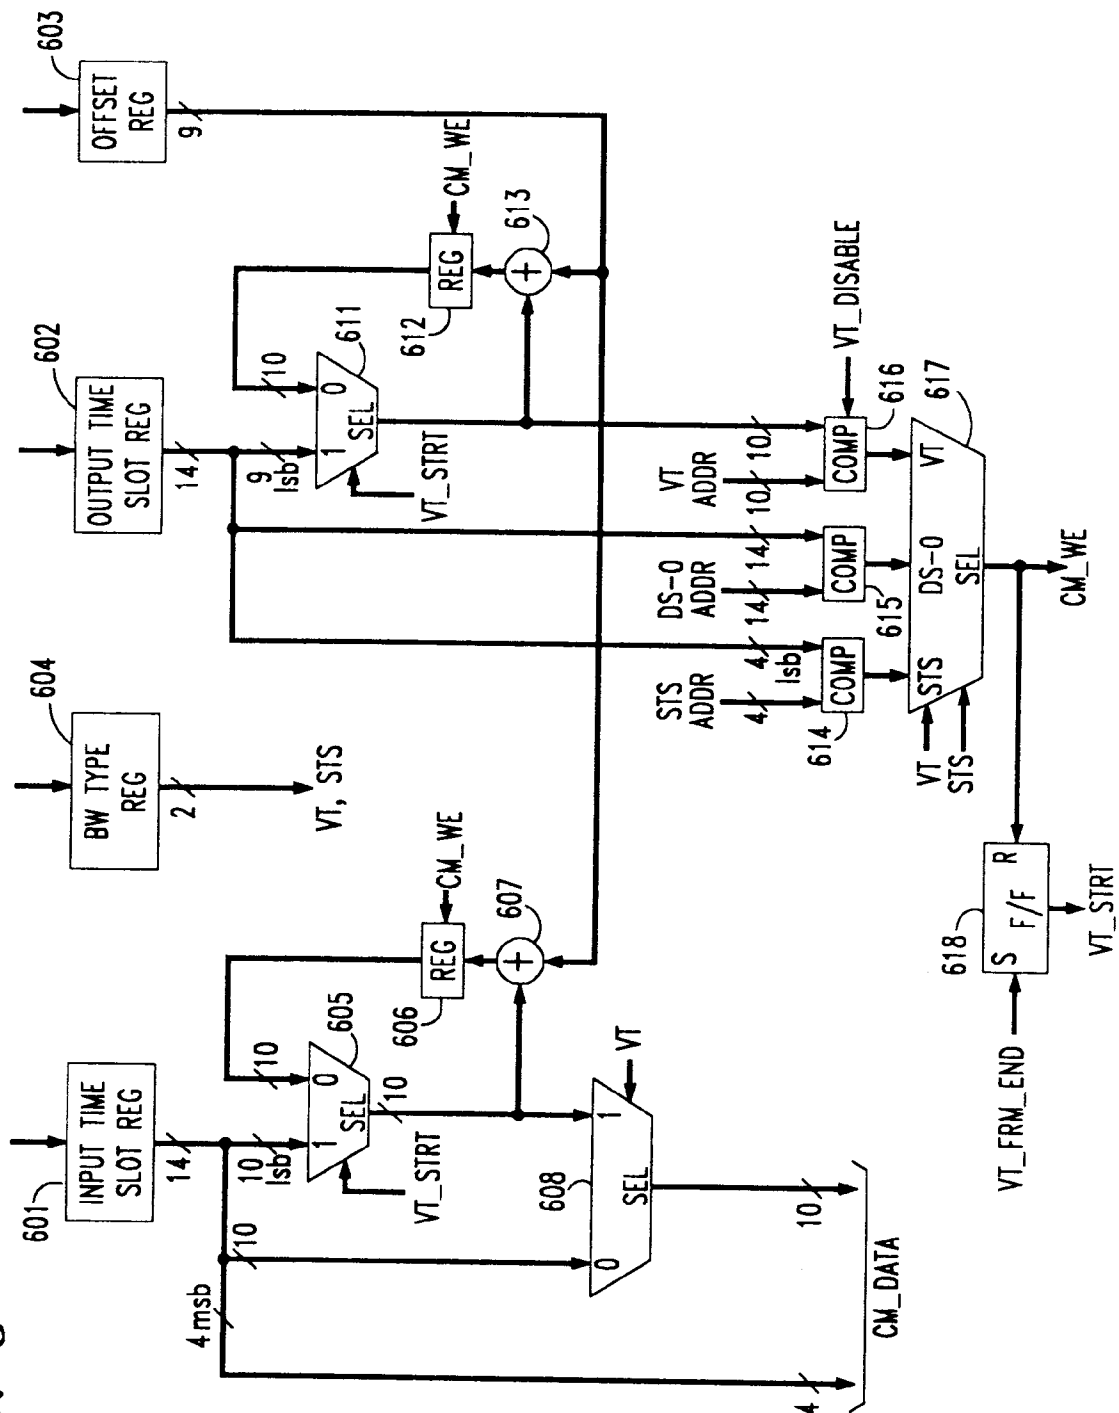 603
OFFSET
REG
9
602
OUTPUT TIME
SLOT REG
14
604
BW TYPE
REG
2
VT, STS
601
INPUT TIME
SLOT REG
14
4msb
10
10
lsb
10
1
0
SEL
605
10
VT_STRT
REG
606
CM_WE
607
+
0
1
SEL
608
VT
10
4
CM_DATA
9
lsb
10
1
0
SEL
611
VT_STRT
REG
612
CM_WE
613
+
STS
ADDR
4
4
lsb
COMP
614
DS-0
ADDR
14
14
COMP
615
VT
ADDR
10
10
COMP
616
VT_DISABLE
STS
DS-0
VT
SEL
617
VT
STS
CM_WE
S
R
F/F
618
VT_FRM_END
VT_STRT